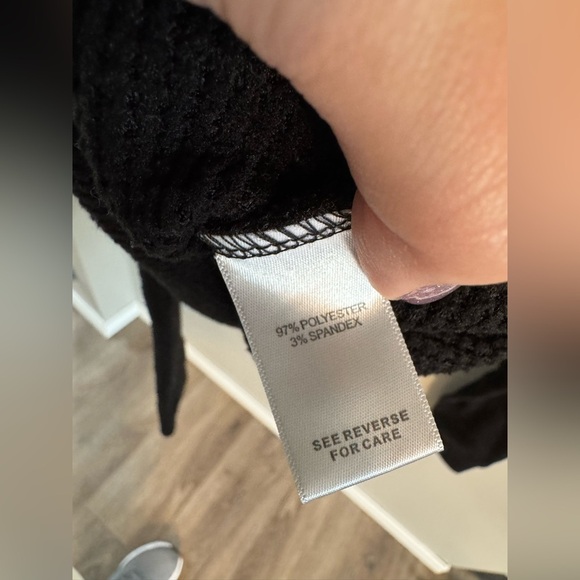 97% POLYESTER
3% SPANDEX
SEE REVERSE
FOR CARE